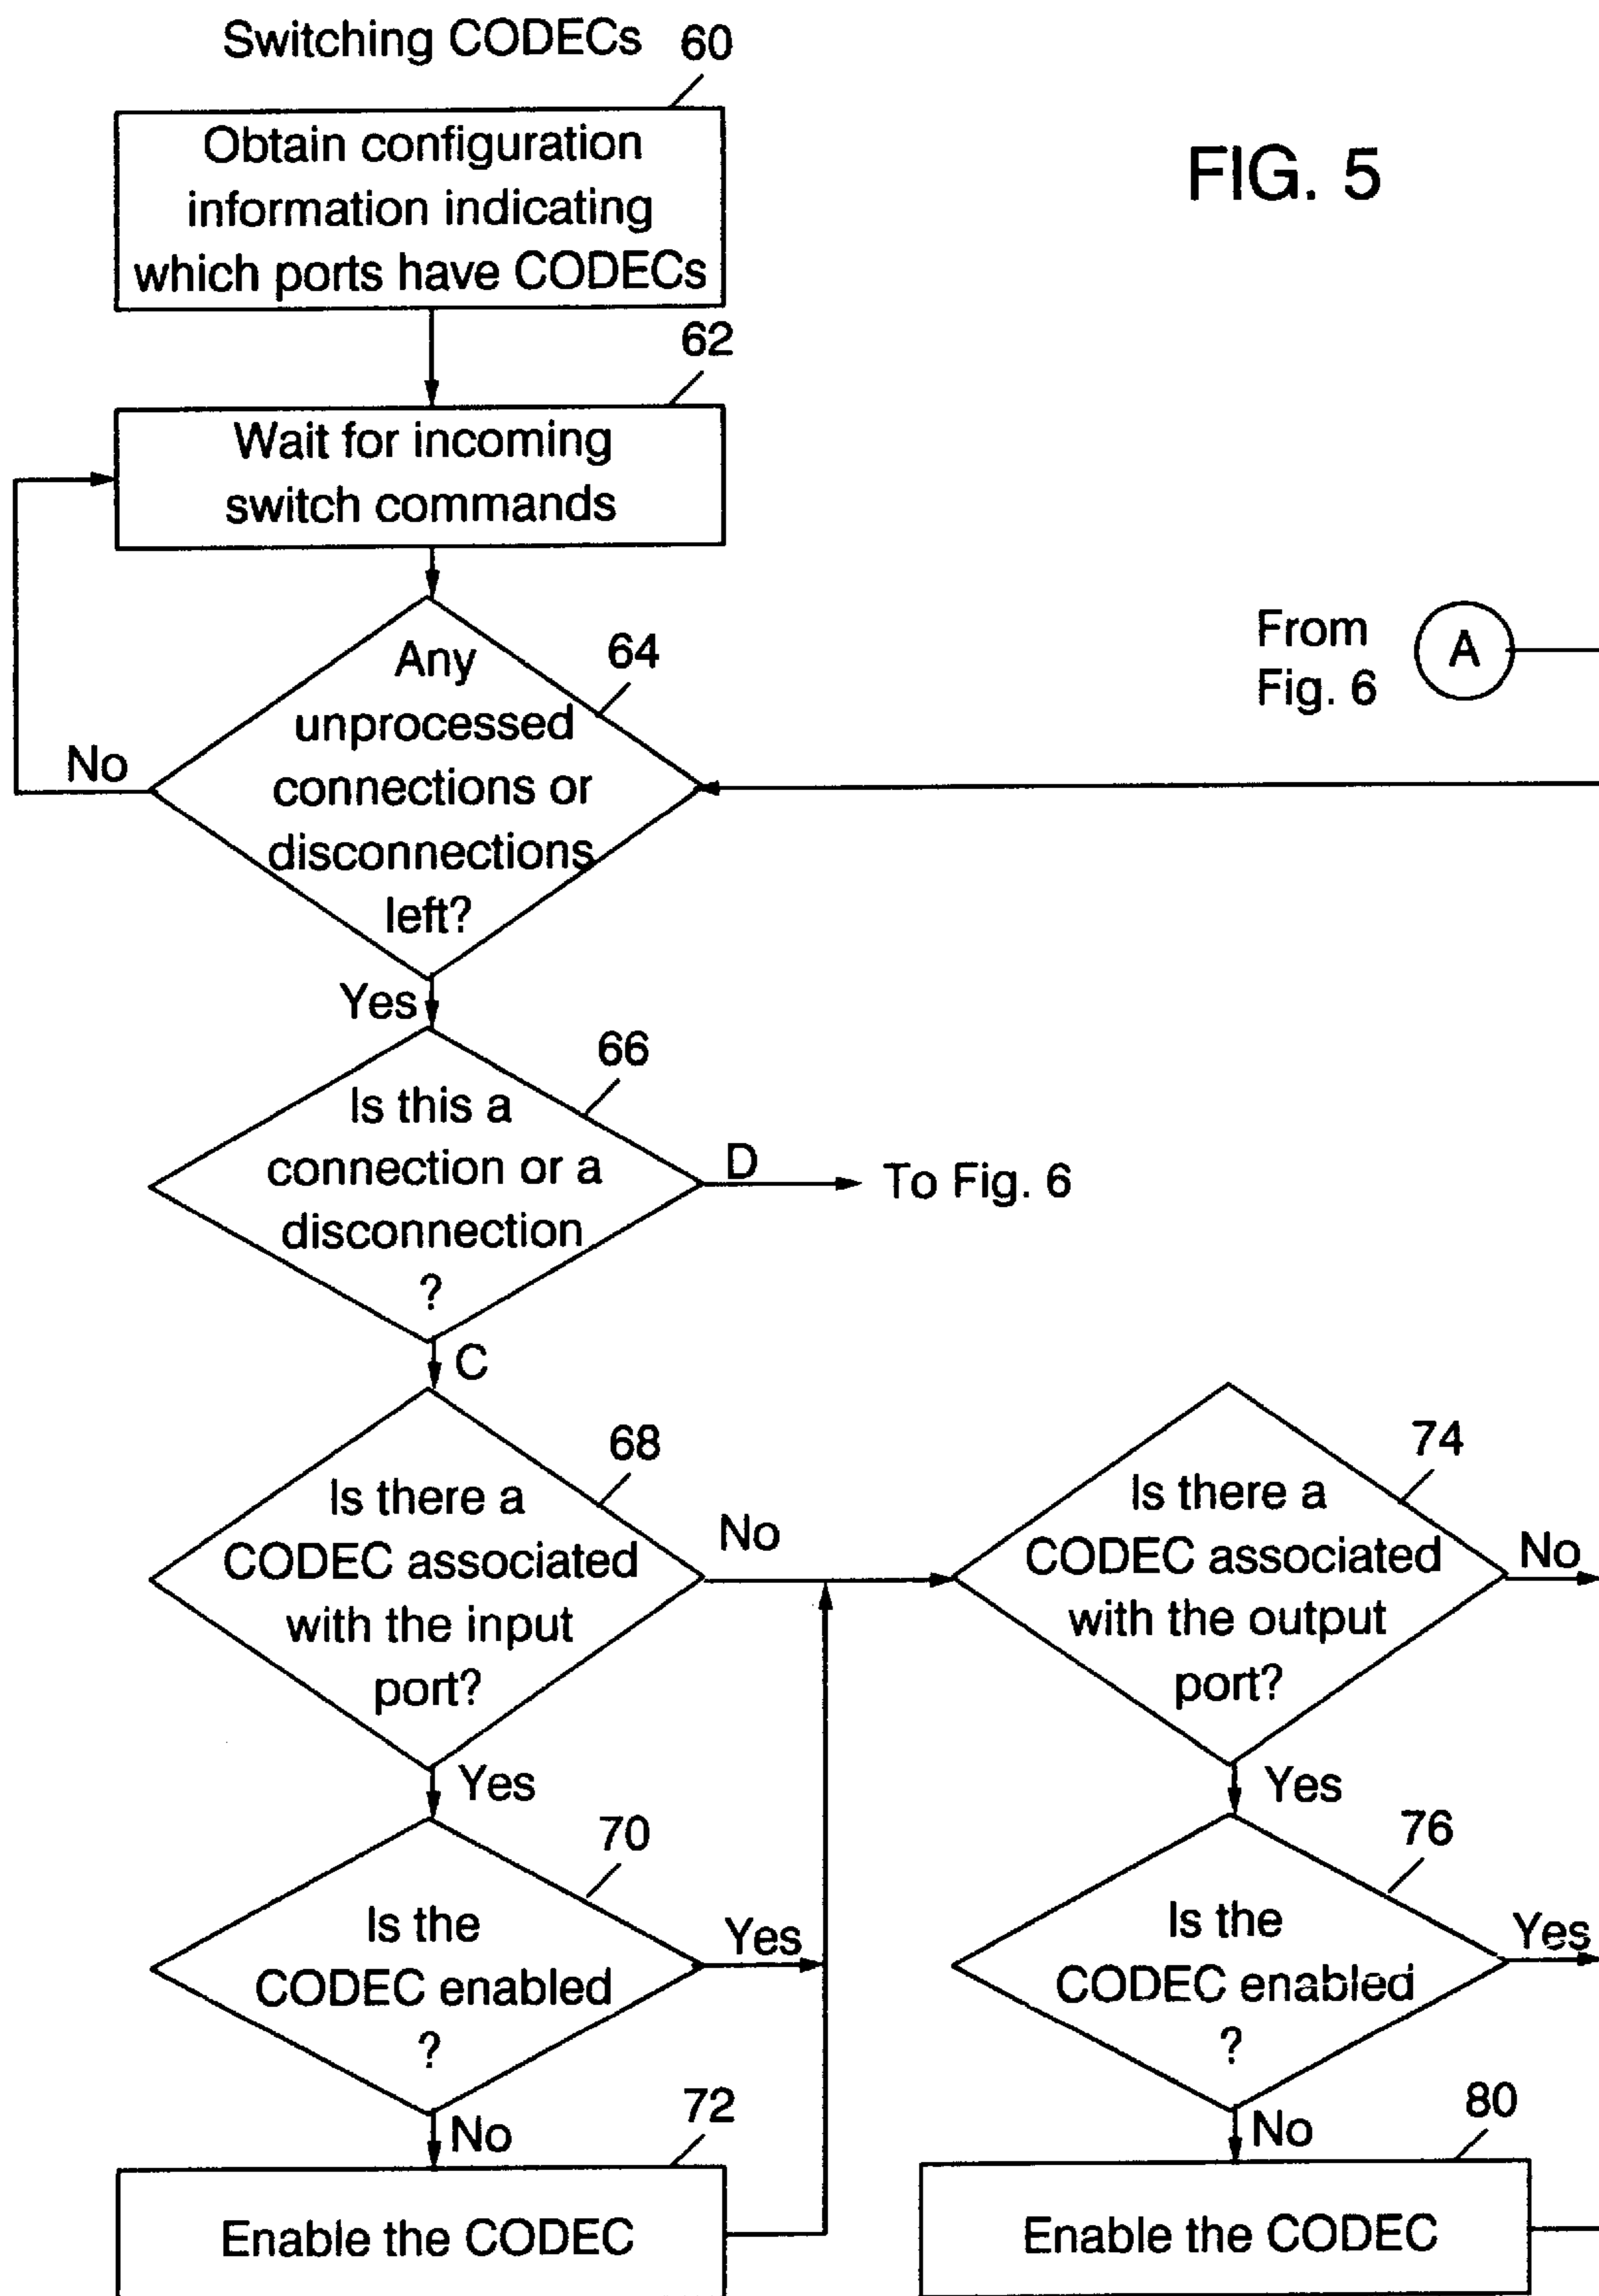 Switching CODECs
60
Obtain configuration
information indicating
which ports have CODECs
FIG. 5
62
Wait for incoming
switch commands
64
Any
unprocessed
connections or
disconnections
left?
No
From
Fig. 6
A
Yes
66
Is this a
connection or a
disconnection
?
D
To Fig. 6
C
68
Is there a
CODEC associated
with the input
port?
No
74
Is there a
CODEC associated
with the output
port?
No
Yes
Yes
70
Is the
CODEC enabled
?
Yes
76
Is the
CODEC enabled
?
Yes
No
72
Enable the CODEC
No
80
Enable the CODEC